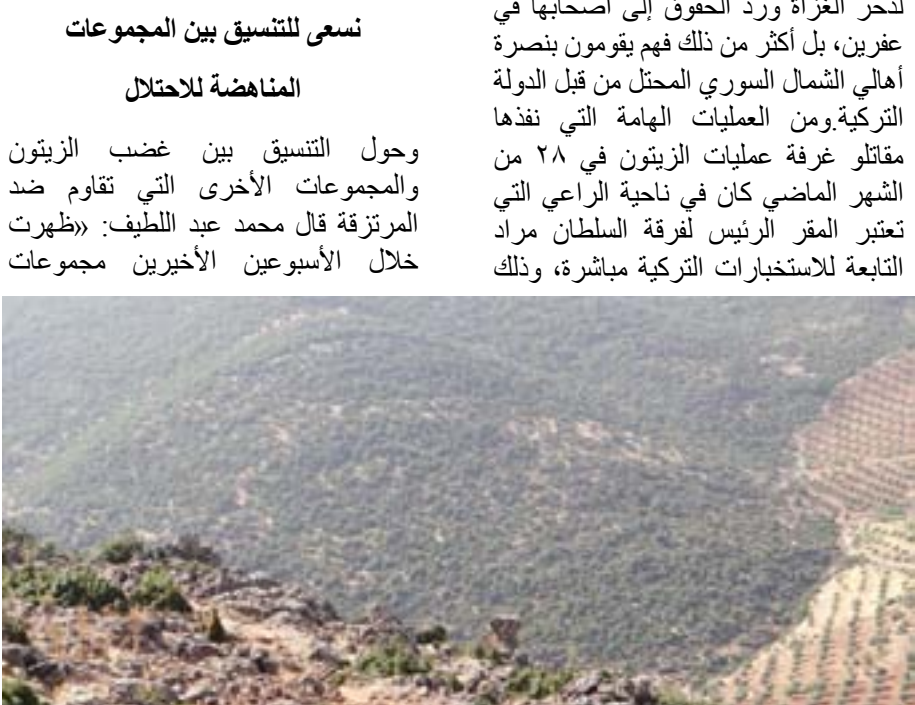 لدحر الغزاة ورد الحقوق إلى أصحابها في
عفرين، بل أكثر من ذلك فهم يقومون بنصرة
أهالي الشمال السوري المحتل من قبل الدولة
التركية.ومن العمليات الهامة التي نفذها
مقاتلو غرفة عمليات الزيتون في ٢٨ من
الشهر الماضي كان في ناحية الراعي التي
تعتبر المقر الرئيس لفرقة السلطان مراد
التابعة للاستخبارات التركية مباشرة، وذلك
نسعى للتنسيق بين المجموعات
المناهضة للاحتلال
وحول التنسيق بين غضب الزيتون
والمجموعات الأخرى التي تقاوم ضد
المرتزقة قال محمد عبد اللطيف: «ظهرت
خلال الأسبوعين الأخيرين مجموعات